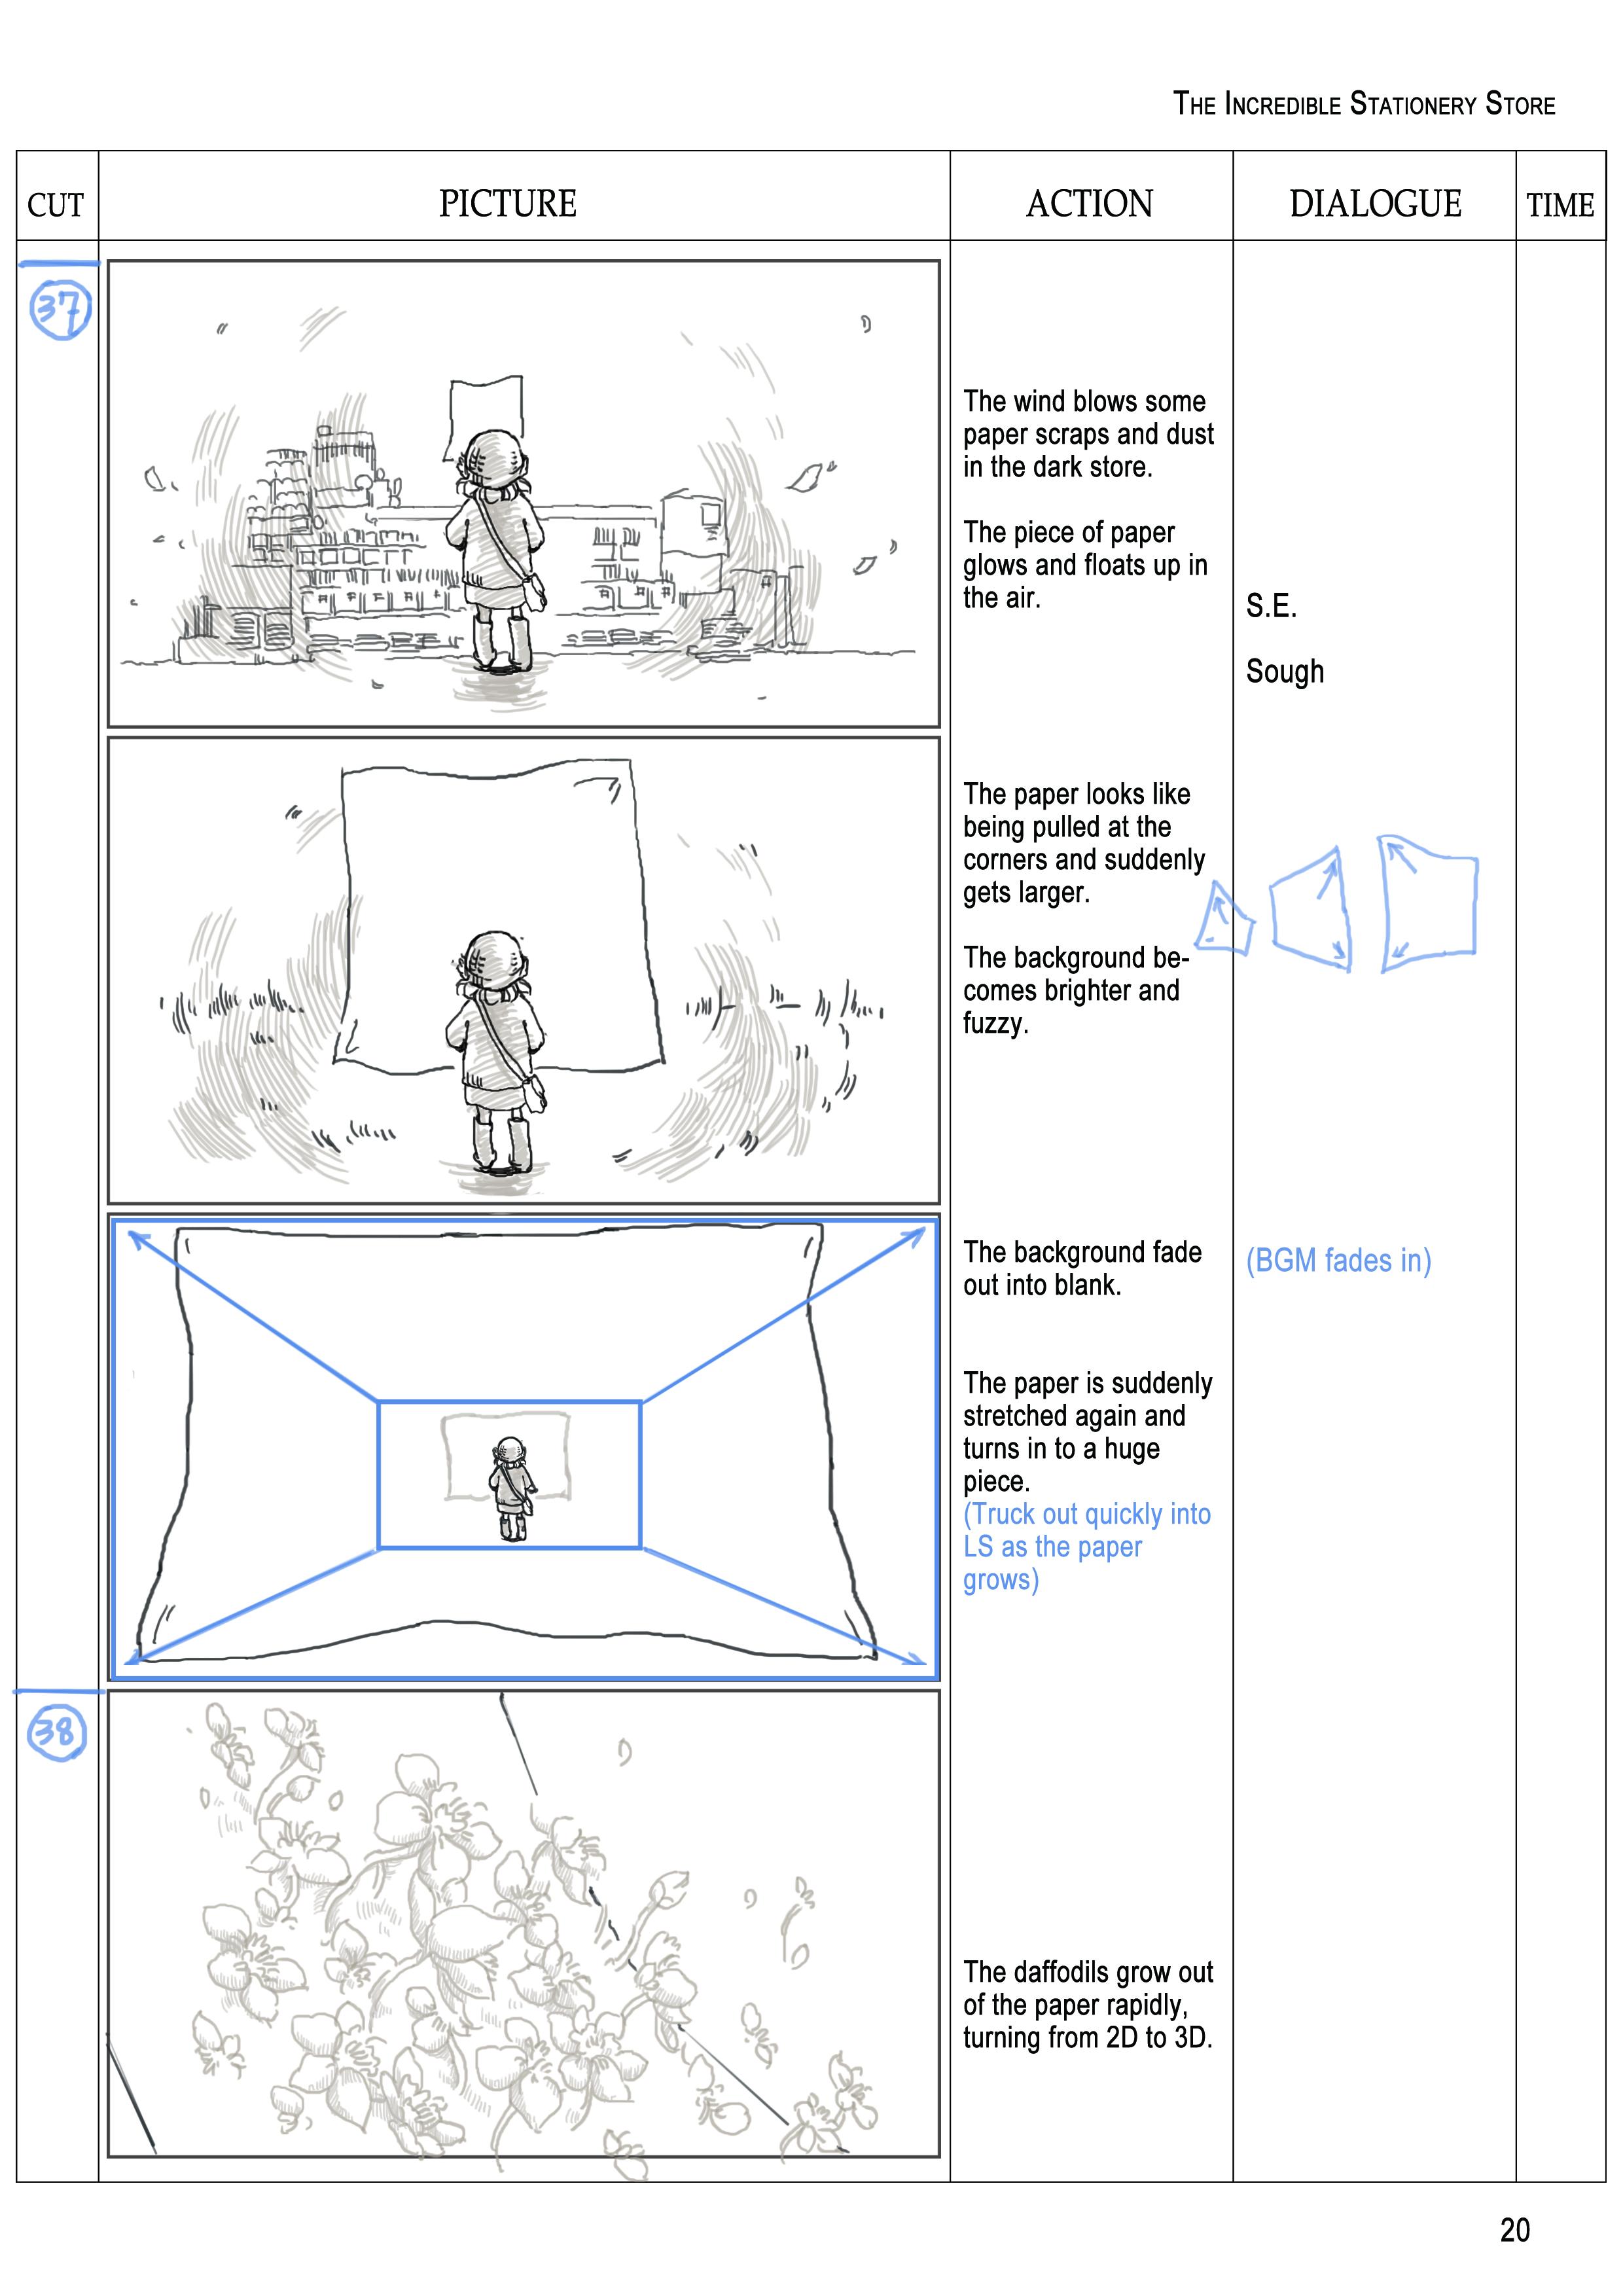 The Incredible Stationery Store
CUT
PICTURE
ACTION
DIALOGUE
TIME
37
The wind blows some
paper scraps and dust
in the dark store.
The piece of paper
glows and floats up in
the air.
S.E.
Sough
The paper looks like
being pulled at the
corners and suddenly
gets larger.
The background be-
comes brighter and
fuzzy.
The background fade
out into blank.
(BGM fades in)
The paper is suddenly
stretched again and
turns in to a huge
piece.
(Truck out quickly into
LS as the paper
grows)
38
The daffodils grow out
of the paper rapidly,
turning from 2D to 3D.
20